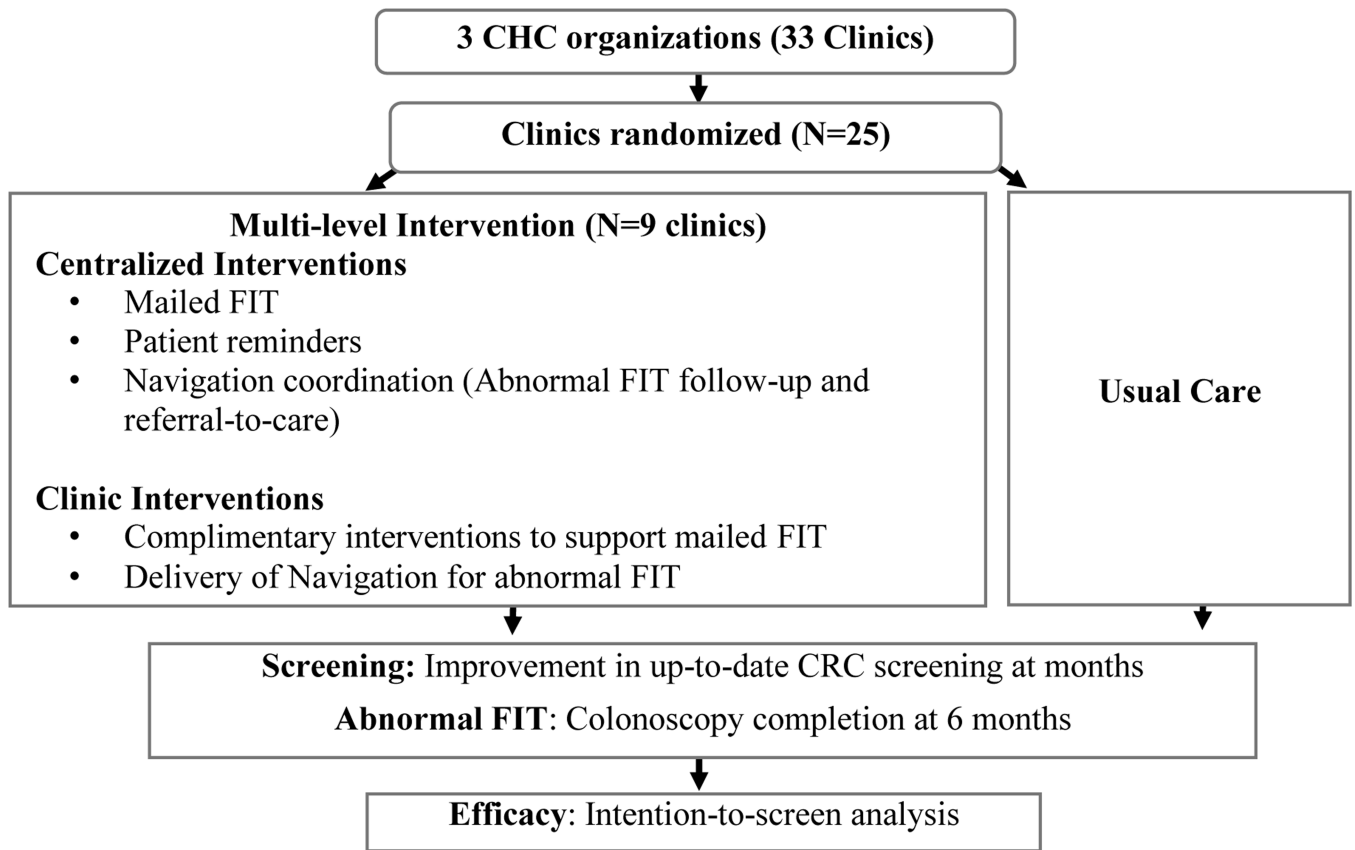 3 CHC organizations (33 Clinics)
Clinics randomized (N=25)
Multi-level Intervention (N=9 clinics)
Centralized Interventions
• Mailed FIT
• Patient reminders
• Navigation coordination (Abnormal FIT follow-up and
referral-to-care)
Clinic Interventions
• Complimentary interventions to support mailed FIT
• Delivery of Navigation for abnormal FIT
Usual Care
Screening: Improvement in up-to-date CRC screening at months
Abnormal FIT: Colonoscopy completion at 6 months
Efficacy: Intention-to-screen analysis